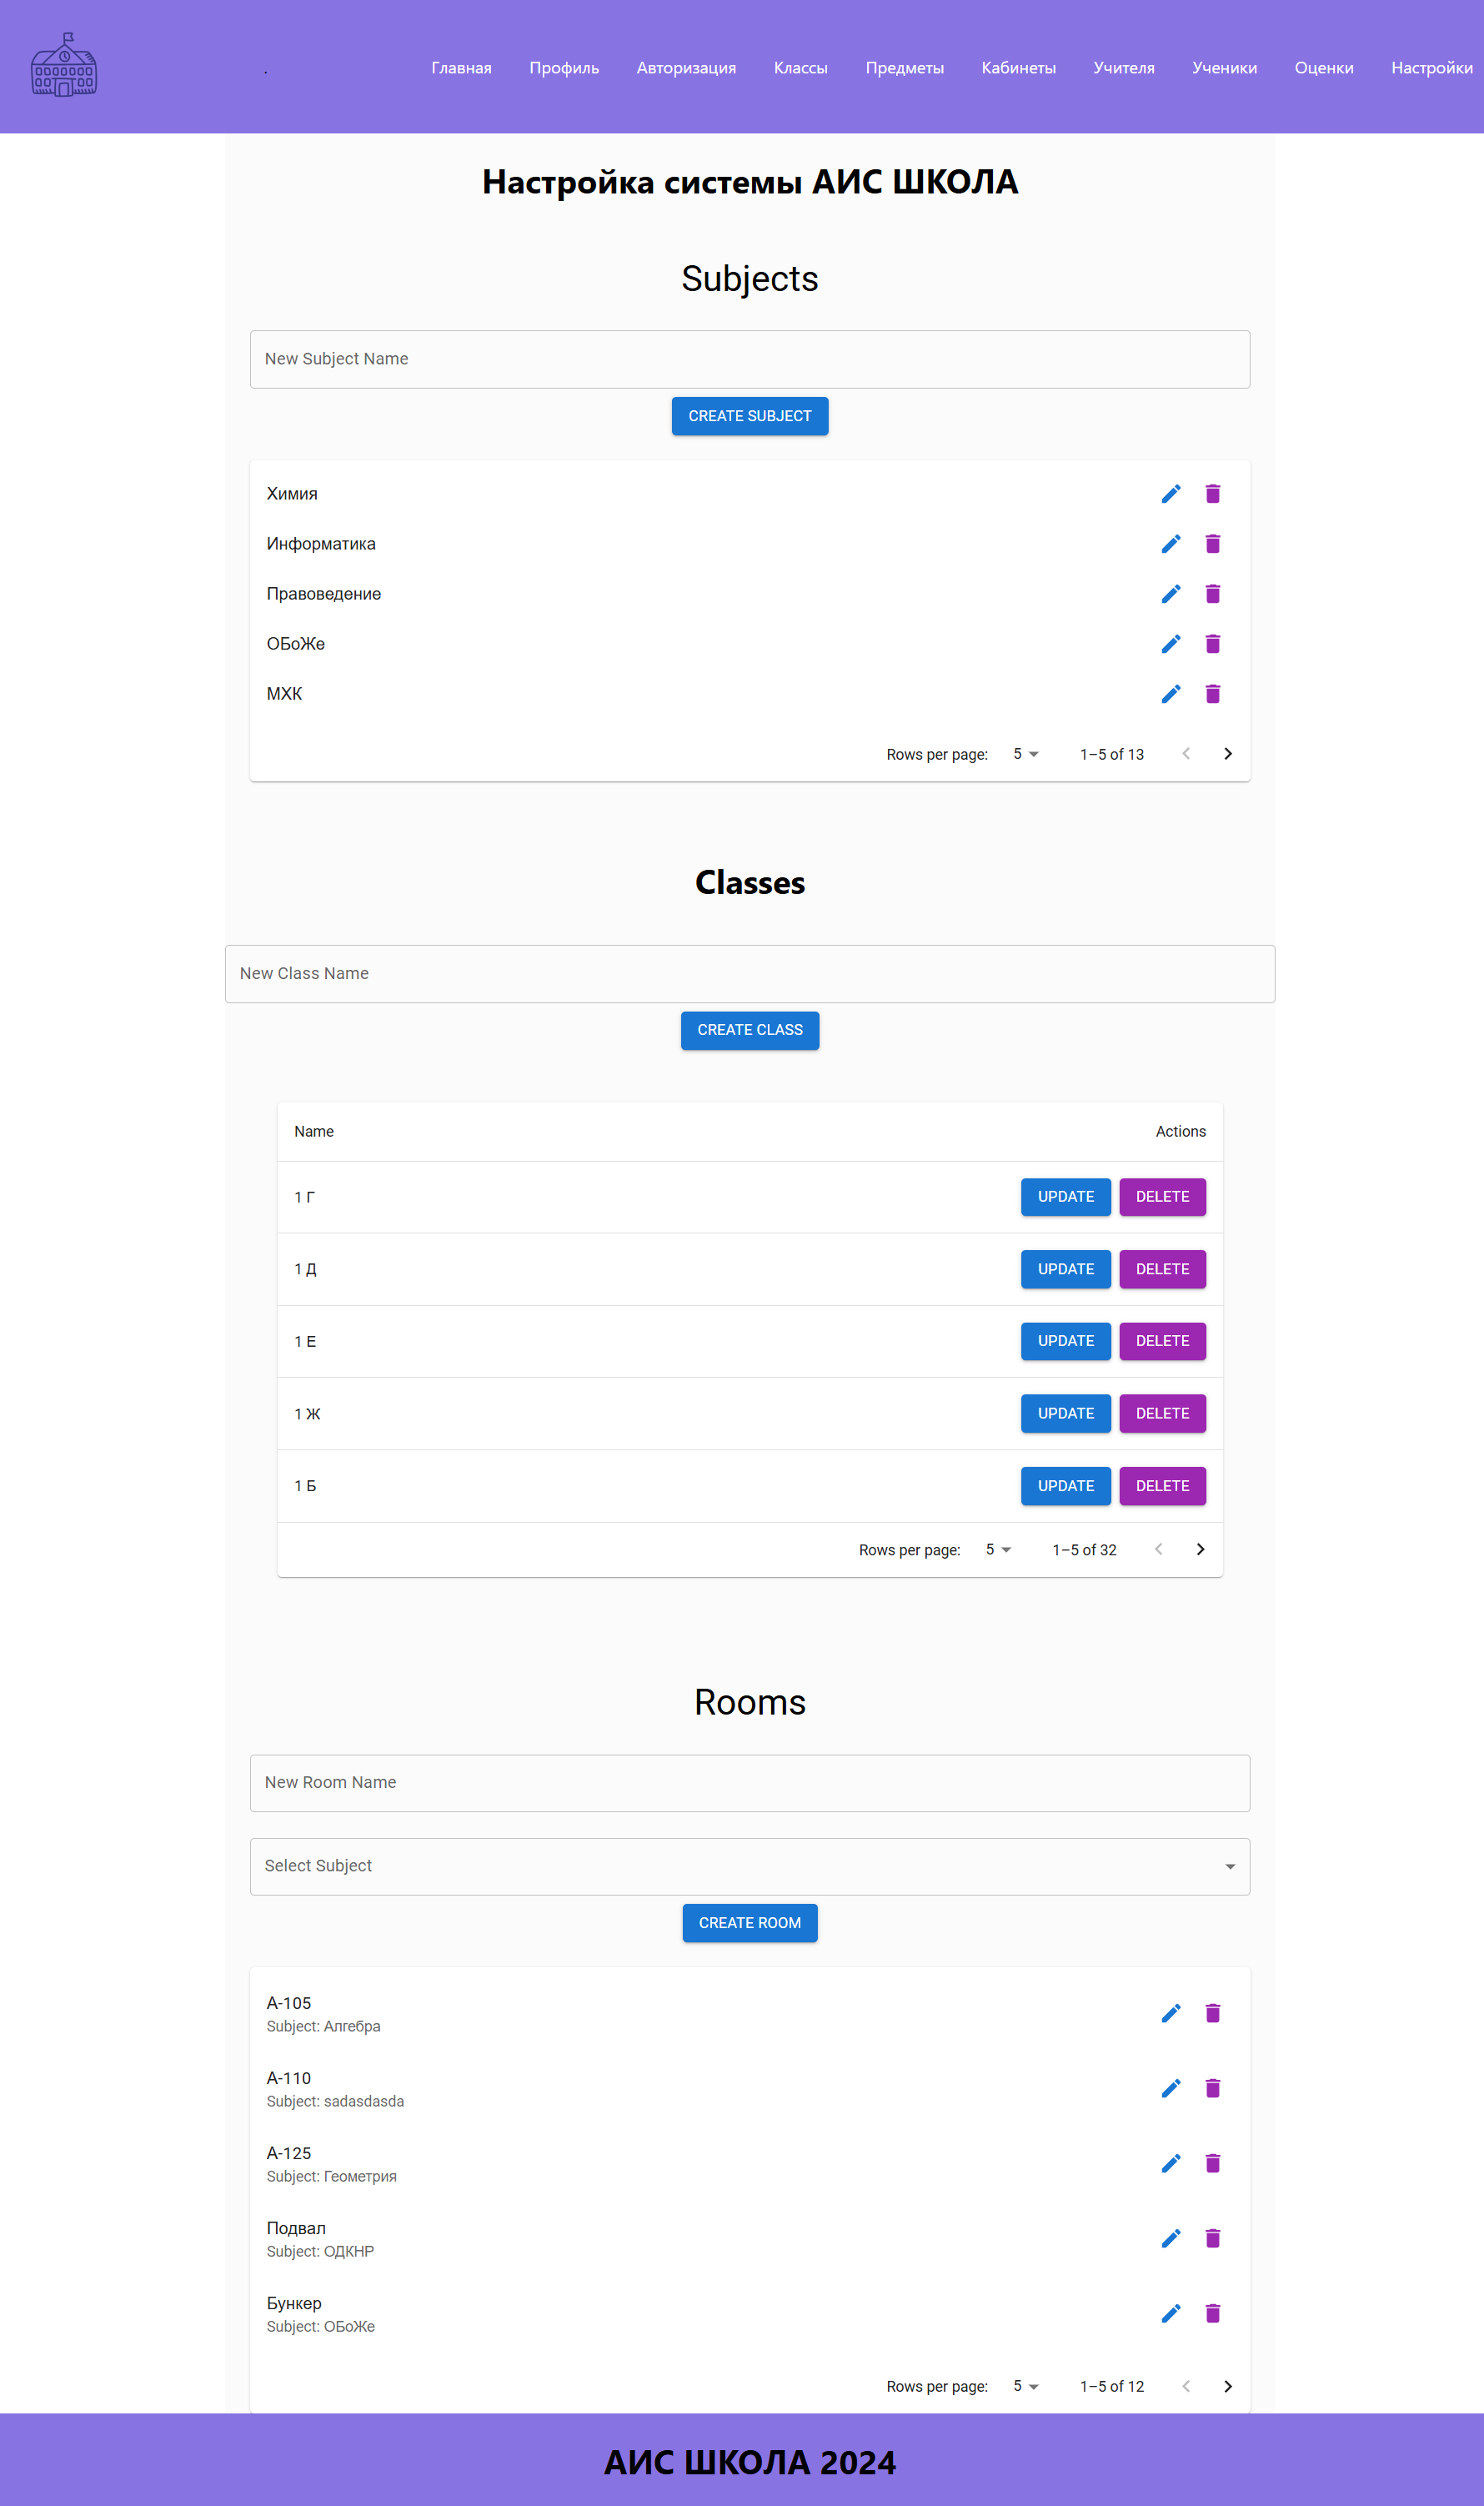 .
Главная Профиль Авторизация Классы Предметы Кабинеты Учителя Ученики Оценки Настройки
Настройка системы АИС ШКОЛА
Subjects
New Subject Name
CREATE SUBJECT
Химия
Информатика
Правоведение
ОБоЖе
МХК
Rows per page: 5 1–5 of 13
Classes
New Class Name
CREATE CLASS
Name Actions
1 Г UPDATE DELETE
1 Д UPDATE DELETE
1 Е UPDATE DELETE
1 Ж UPDATE DELETE
1 Б UPDATE DELETE
Rows per page: 5 1–5 of 32
Rooms
New Room Name
Select Subject
CREATE ROOM
А-105
Subject: Алгебра
А-110
Subject: sadasdasda
А-125
Subject: Геометрия
Подвал
Subject: ОДКНР
Бункер
Subject: ОБоЖе
Rows per page: 5 1–5 of 12
АИС ШКОЛА 2024